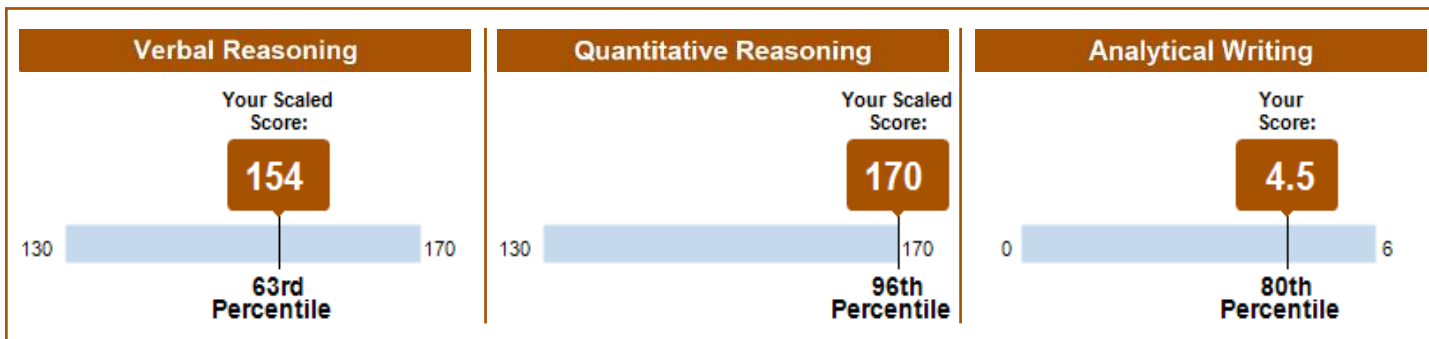 Verbal Reasoning
Your Scaled
Score:
154
130
170
63rd
Percentile
Quantitative Reasoning
Your Scaled
Score:
170
130
170
96th
Percentile
Analytical Writing
Your
Score:
4.5
0
6
80th
Percentile